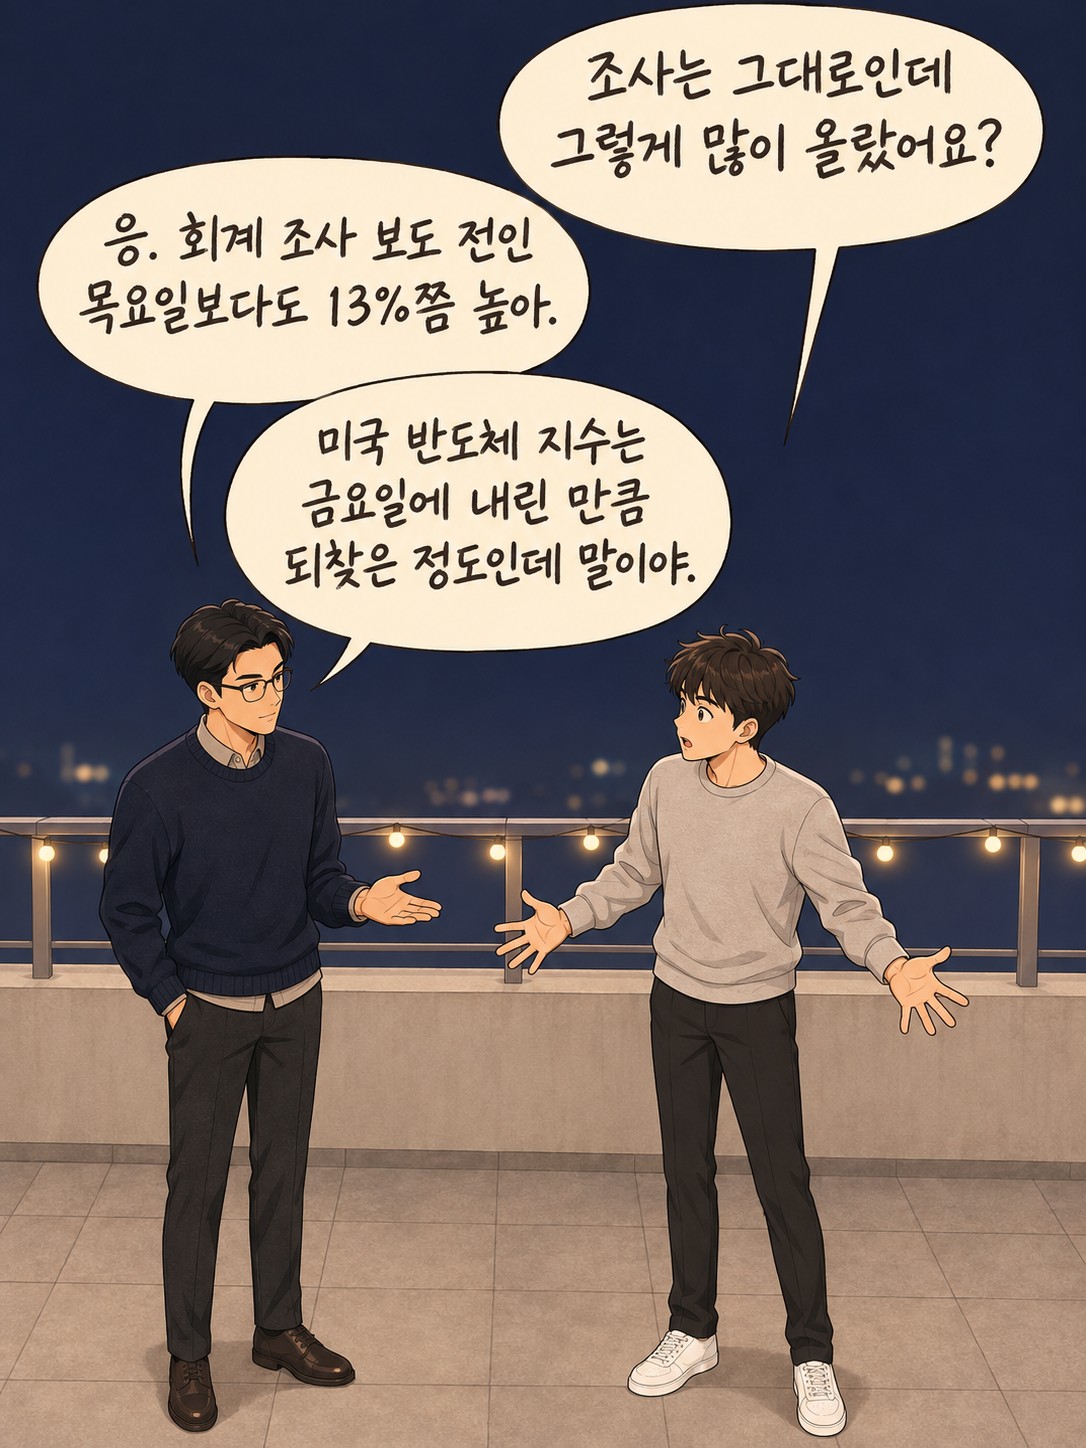 조사는 그대로인데
그렇게 많이 올랐어요?
응. 회계 조사 보도 전인
목요일보다도 13%쯤 높아.
미국 반도체 지수는
금요일에 내린 만큼
되찾은 정도인데 말이야.